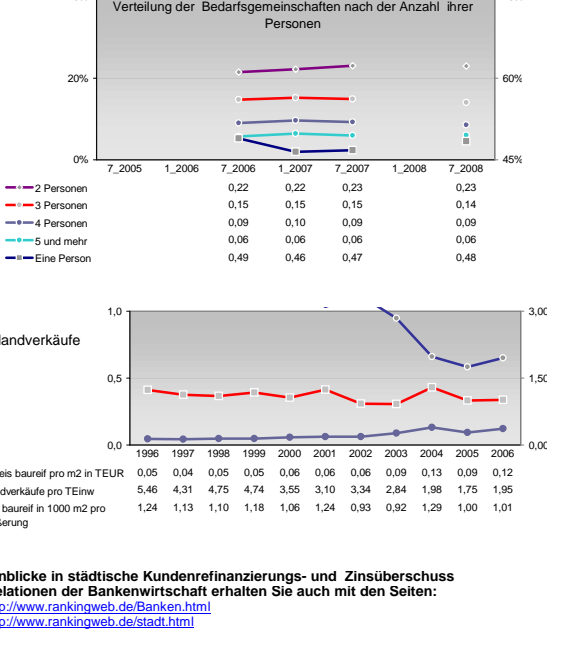 Verteilung der Bedarfsgemeinschaften nach der Anzahl ihrer
Personen
20%
60%
0%
45%
7_2005 1_2006 7_2006 1_2007 7_2007 1_2008 7_2008
2 Personen 0,22 0,22 0,23 0,23
3 Personen 0,15 0,15 0,15 0,14
4 Personen 0,09 0,10 0,09 0,09
5 und mehr 0,06 0,06 0,06 0,06
Eine Person 0,49 0,46 0,47 0,48
landverkäufe
1,0
3,00
0,5
1,50
0,0
0,00
1996 1997 1998 1999 2000 2001 2002 2003 2004 2005 2006
eis baureif pro m2 in TEUR 0,05 0,04 0,05 0,05 0,06 0,06 0,06 0,09 0,13 0,09 0,12
dverkäufe pro TEinw 5,46 4,31 4,75 4,74 3,55 3,10 3,34 2,84 1,98 1,75 1,95
baureif in 1000 m2 pro 1,24 1,13 1,10 1,18 1,06 1,24 0,93 0,92 1,29 1,00 1,01
erung
nblicke in städtische Kundenrefinanzierungs- und Zinsüberschuss
elationen der Bankenwirtschaft erhalten Sie auch mit den Seiten:
p://www.rankingweb.de/Banken.html
p://www.rankingweb.de/stadt.html